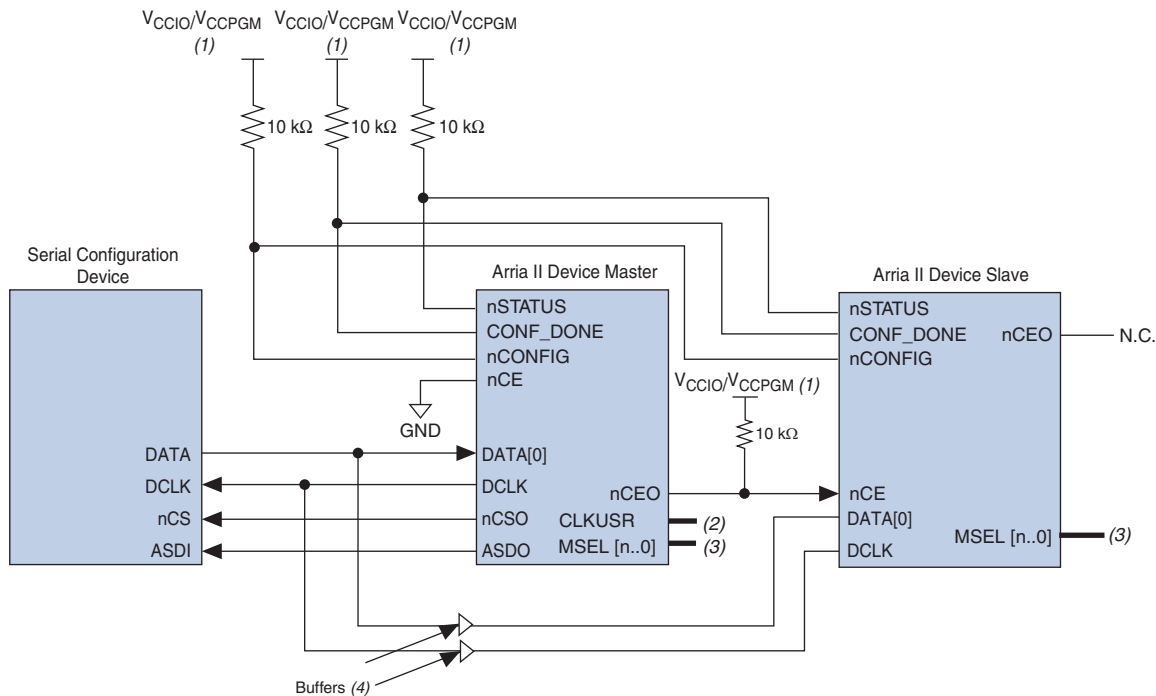 VCCIO/VCCPGM (1)
VCCIO/VCCPGM (1)
VCCIO/VCCPGM (1)
10 kΩ
10 kΩ
10 kΩ
Serial Configuration
Device
DATA
DCLK
nCS
ASDI
Arria II Device Master
nSTATUS
CONF_DONE
nCONFIG
nCE
GND
DATA[0]
DCLK
nCSO
ASDO
nCEO
CLKUSR
(2)
MSEL [n..0]
(3)
VCCIO/VCCPGM (1)
10 kΩ
Arria II Device Slave
nSTATUS
CONF_DONE
nCONFIG
nCEO
N.C.
nCE
DATA[0]
DCLK
MSEL [n..0]
(3)
Buffers (4)